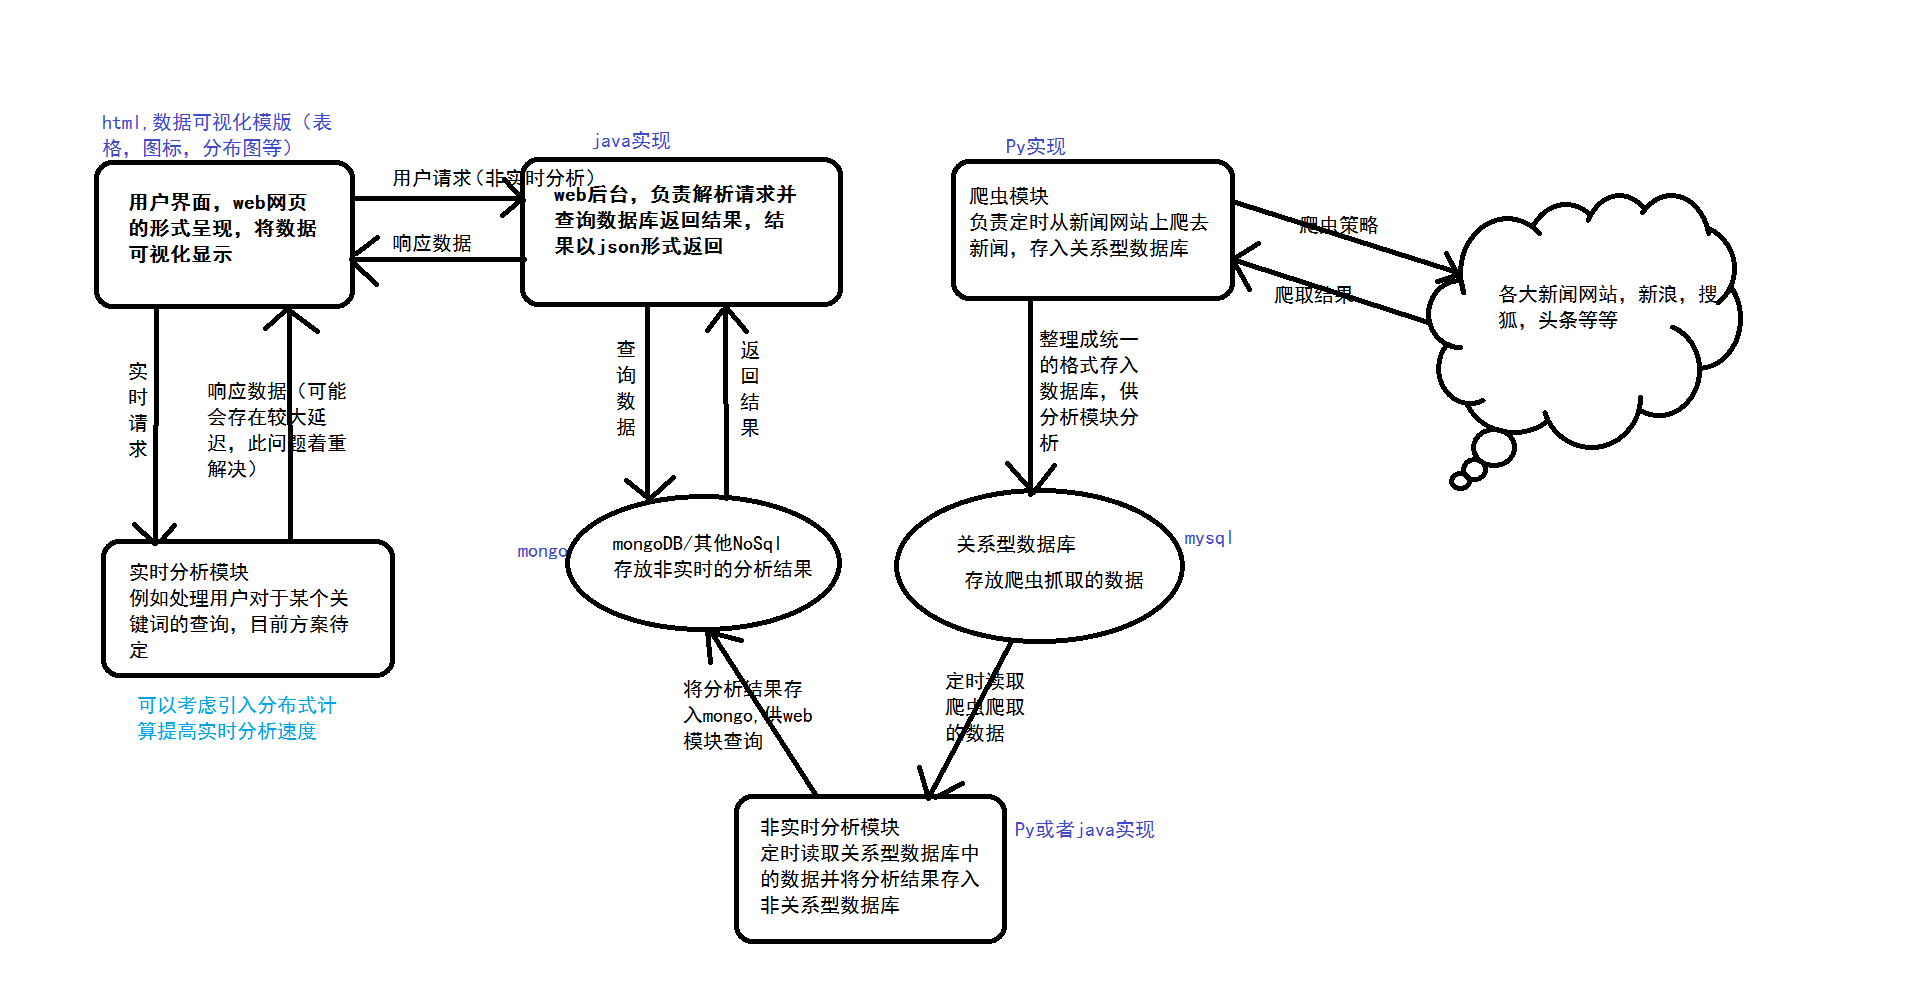 html,数据可视化模版（表
格，图标，分布图等）
用户界面，web网页
的形式呈现，将数据
可视化显示
用户请求（非实时分析）
响应数据
java实现
web后台，负责解析请求并
查询数据库返回结果，结
果以json形式返回
Py实现
爬虫模块
负责定时从新闻网站上爬去
新闻，存入关系型数据库
爬虫策略
爬取结果
各大新闻网站，新浪，搜
狐，头条等等
实
时
请
求
响应数据（可能
会存在较大延
迟，此问题着重
解决）
查
询
数
据
返
回
结
果
整理成统一
的格式存入
数据库，供
分析模块分
析
实时分析模块
例如处理用户对于某个关
键词的查询，目前方案待
定
可以考虑引入分布式计
算提高实时分析速度
mongo
mongoDB/其他NoSql
存放非实时的分析结果
关系型数据库
存放爬虫抓取的数据
mysql
将分析结果存
入mongo,供web
模块查询
定时读取
爬虫爬取
的数据
非实时分析模块
定时读取关系型数据库中
的数据并将分析结果存入
非关系型数据库
Py或者java实现